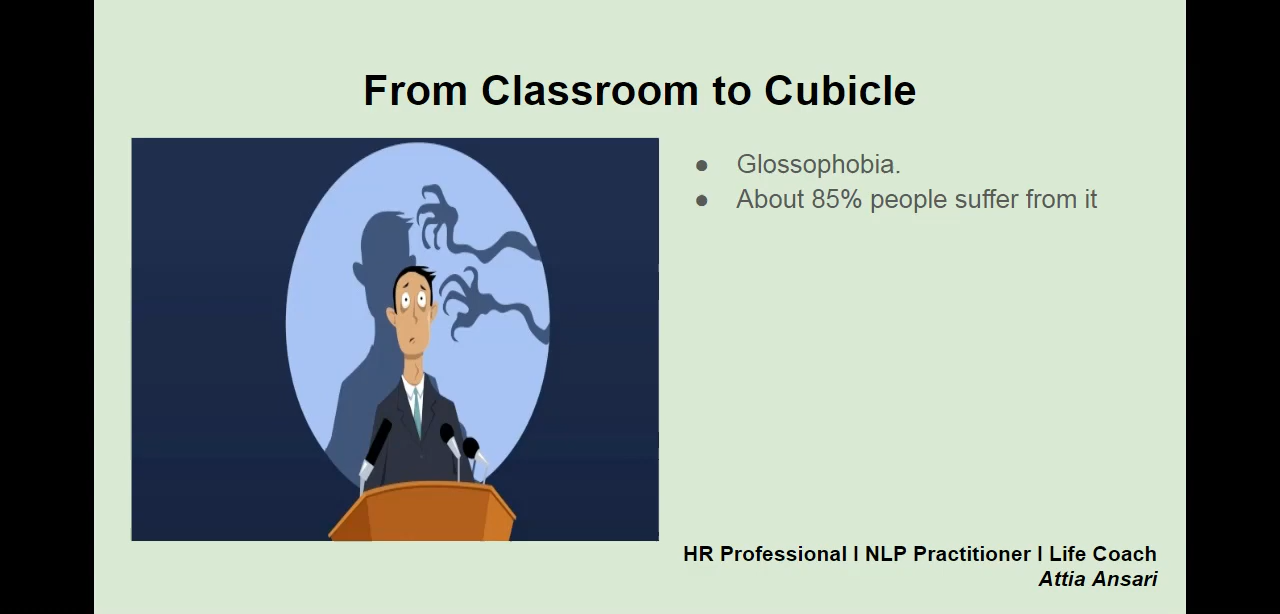 From Classroom to Cubicle
● Glossophobia.
● About 85% people suffer from it
HR Professional I NLP Practitioner I Life Coach
Attia Ansari